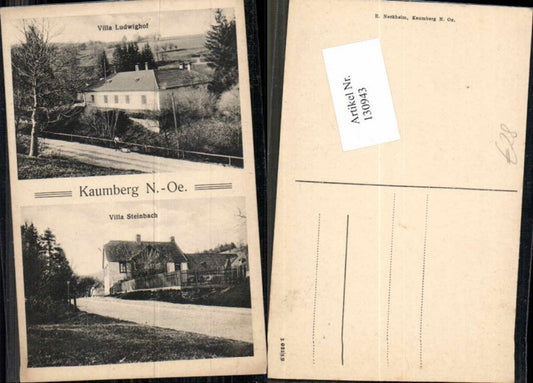 Villa Ludwighof
Kaumberg N.-Oe.
Villa Steinbach
R. Neckheim, Kaumberg N. Oe.
Artikel Nr.
130943